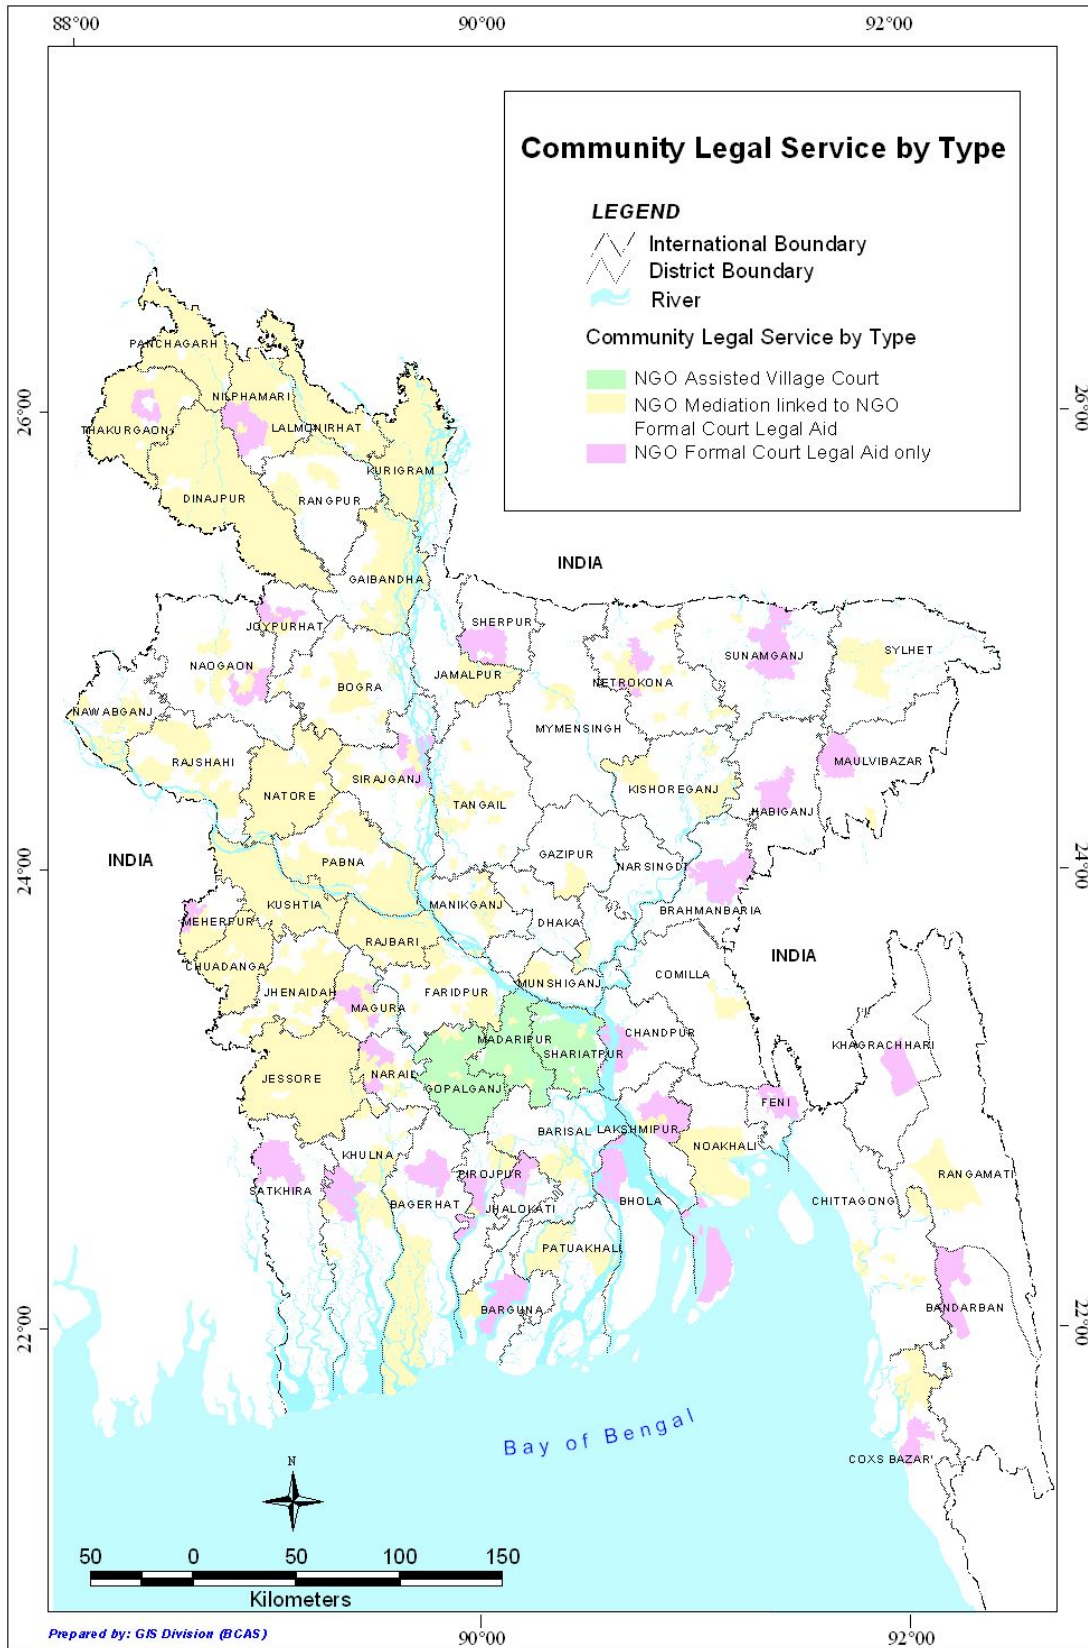 88°00 90°00 92°00
Community Legal Service by Type
LEGEND
International Boundary
District Boundary
River
Community Legal Service by Type
NGO Assisted Village Court
NGO Mediation linked to NGO
Formal Court Legal Aid
NGO Formal Court Legal Aid only
26°00 26°00
24°00 24°00
22°00 22°00
PANCHAGARH
NILPHAMARI
THAKURGAON
LALMONIRHAT
KURIGRAM
DINAJPUR
RANGPUR
INDIA
GAIBANDHA
SHERPUR
JOYPURHAT
NAOGAON
BOGRA
JAMALPUR
NETROKONA
SUNAMGANJ
SYLHET
NAWABGANJ
MYMENSINGH
RAJSHAHI
SIRAJGANJ
MAULVIBAZAR
NATORE
TANGAIL
KISHOREGANJ
HABIGANJ
INDIA
PABNA
GAZIPUR
NARSINGDI
KUSHTIA
MANIKGANJ
BRAHMANBARIA
MEHERPUR
DHAKA
RAJBARI
INDIA
CHUADANGA
JHENAIDAH
FARIDPUR
MUNSHIGANJ
COMILLA
MAGURA
MADARIPUR
CHANDPUR
KHAGRACHHARI
SHARIATPUR
JESSORE
NARAIL
GOPALGANJ
FENI
BARISAL
LAKSHMIPUR
NOAKHALI
KHULNA
PIROJPUR
RANGAMATI
SATKHIRA
BAGERHAT
JHALOKATI
BHOLA
CHITTAGONG
PATUAKHALI
BARGUNA
BANDARBAN
Bay of Bengal
COXS BAZAR'
N
50 0 50 100 150
Kilometers
Prepared by: GIS Division (BCAS)
90°00 92°00